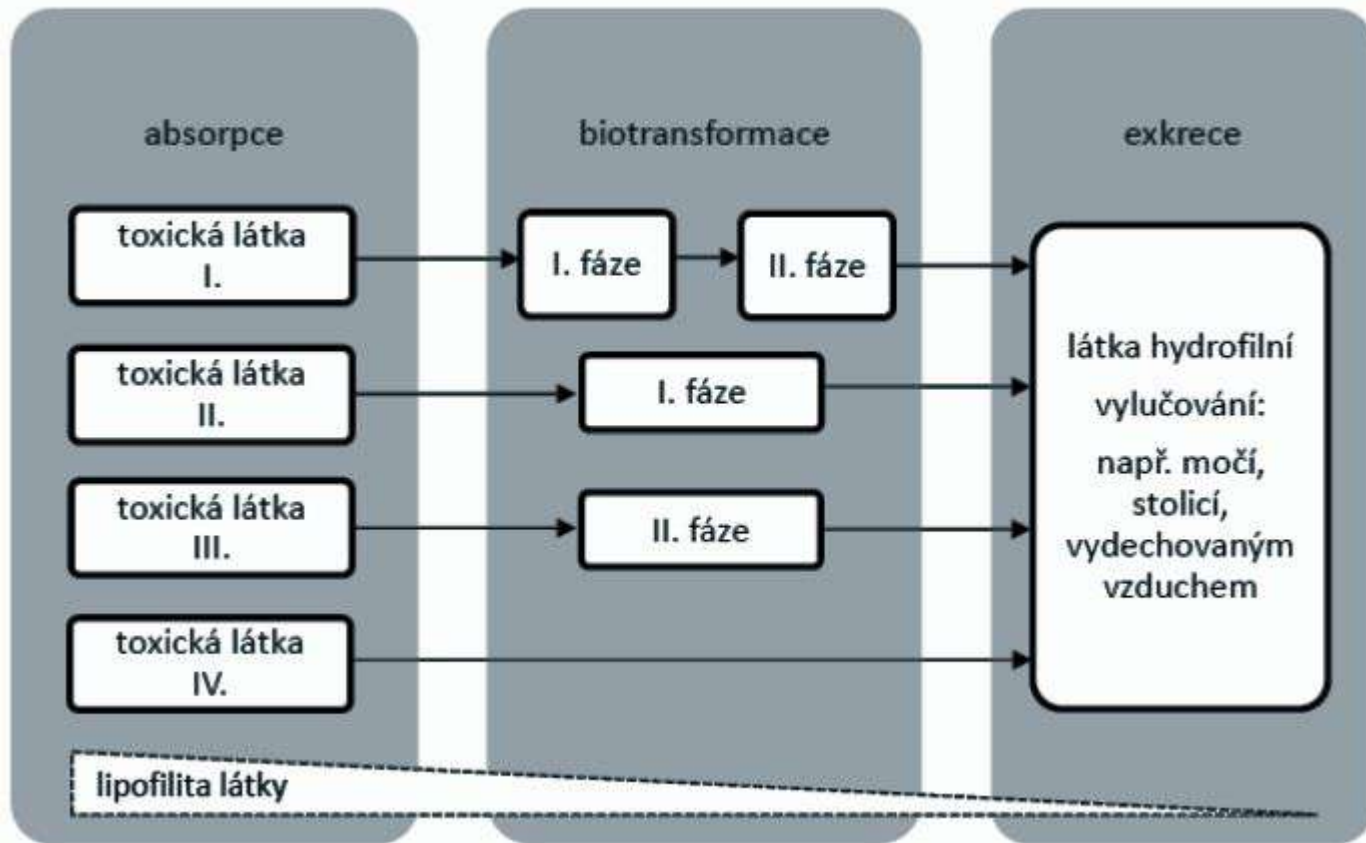 absorpce
biotransformace
exkrece
toxická látka
I.
I. fáze
II. fáze
toxická látka
II.
I. fáze
toxická látka
III.
II. fáze
toxická látka
IV.
látka hydrofilní
vylučování:
např. močí,
stolicí,
vydechovaným
vzduchem
lipofilita látky